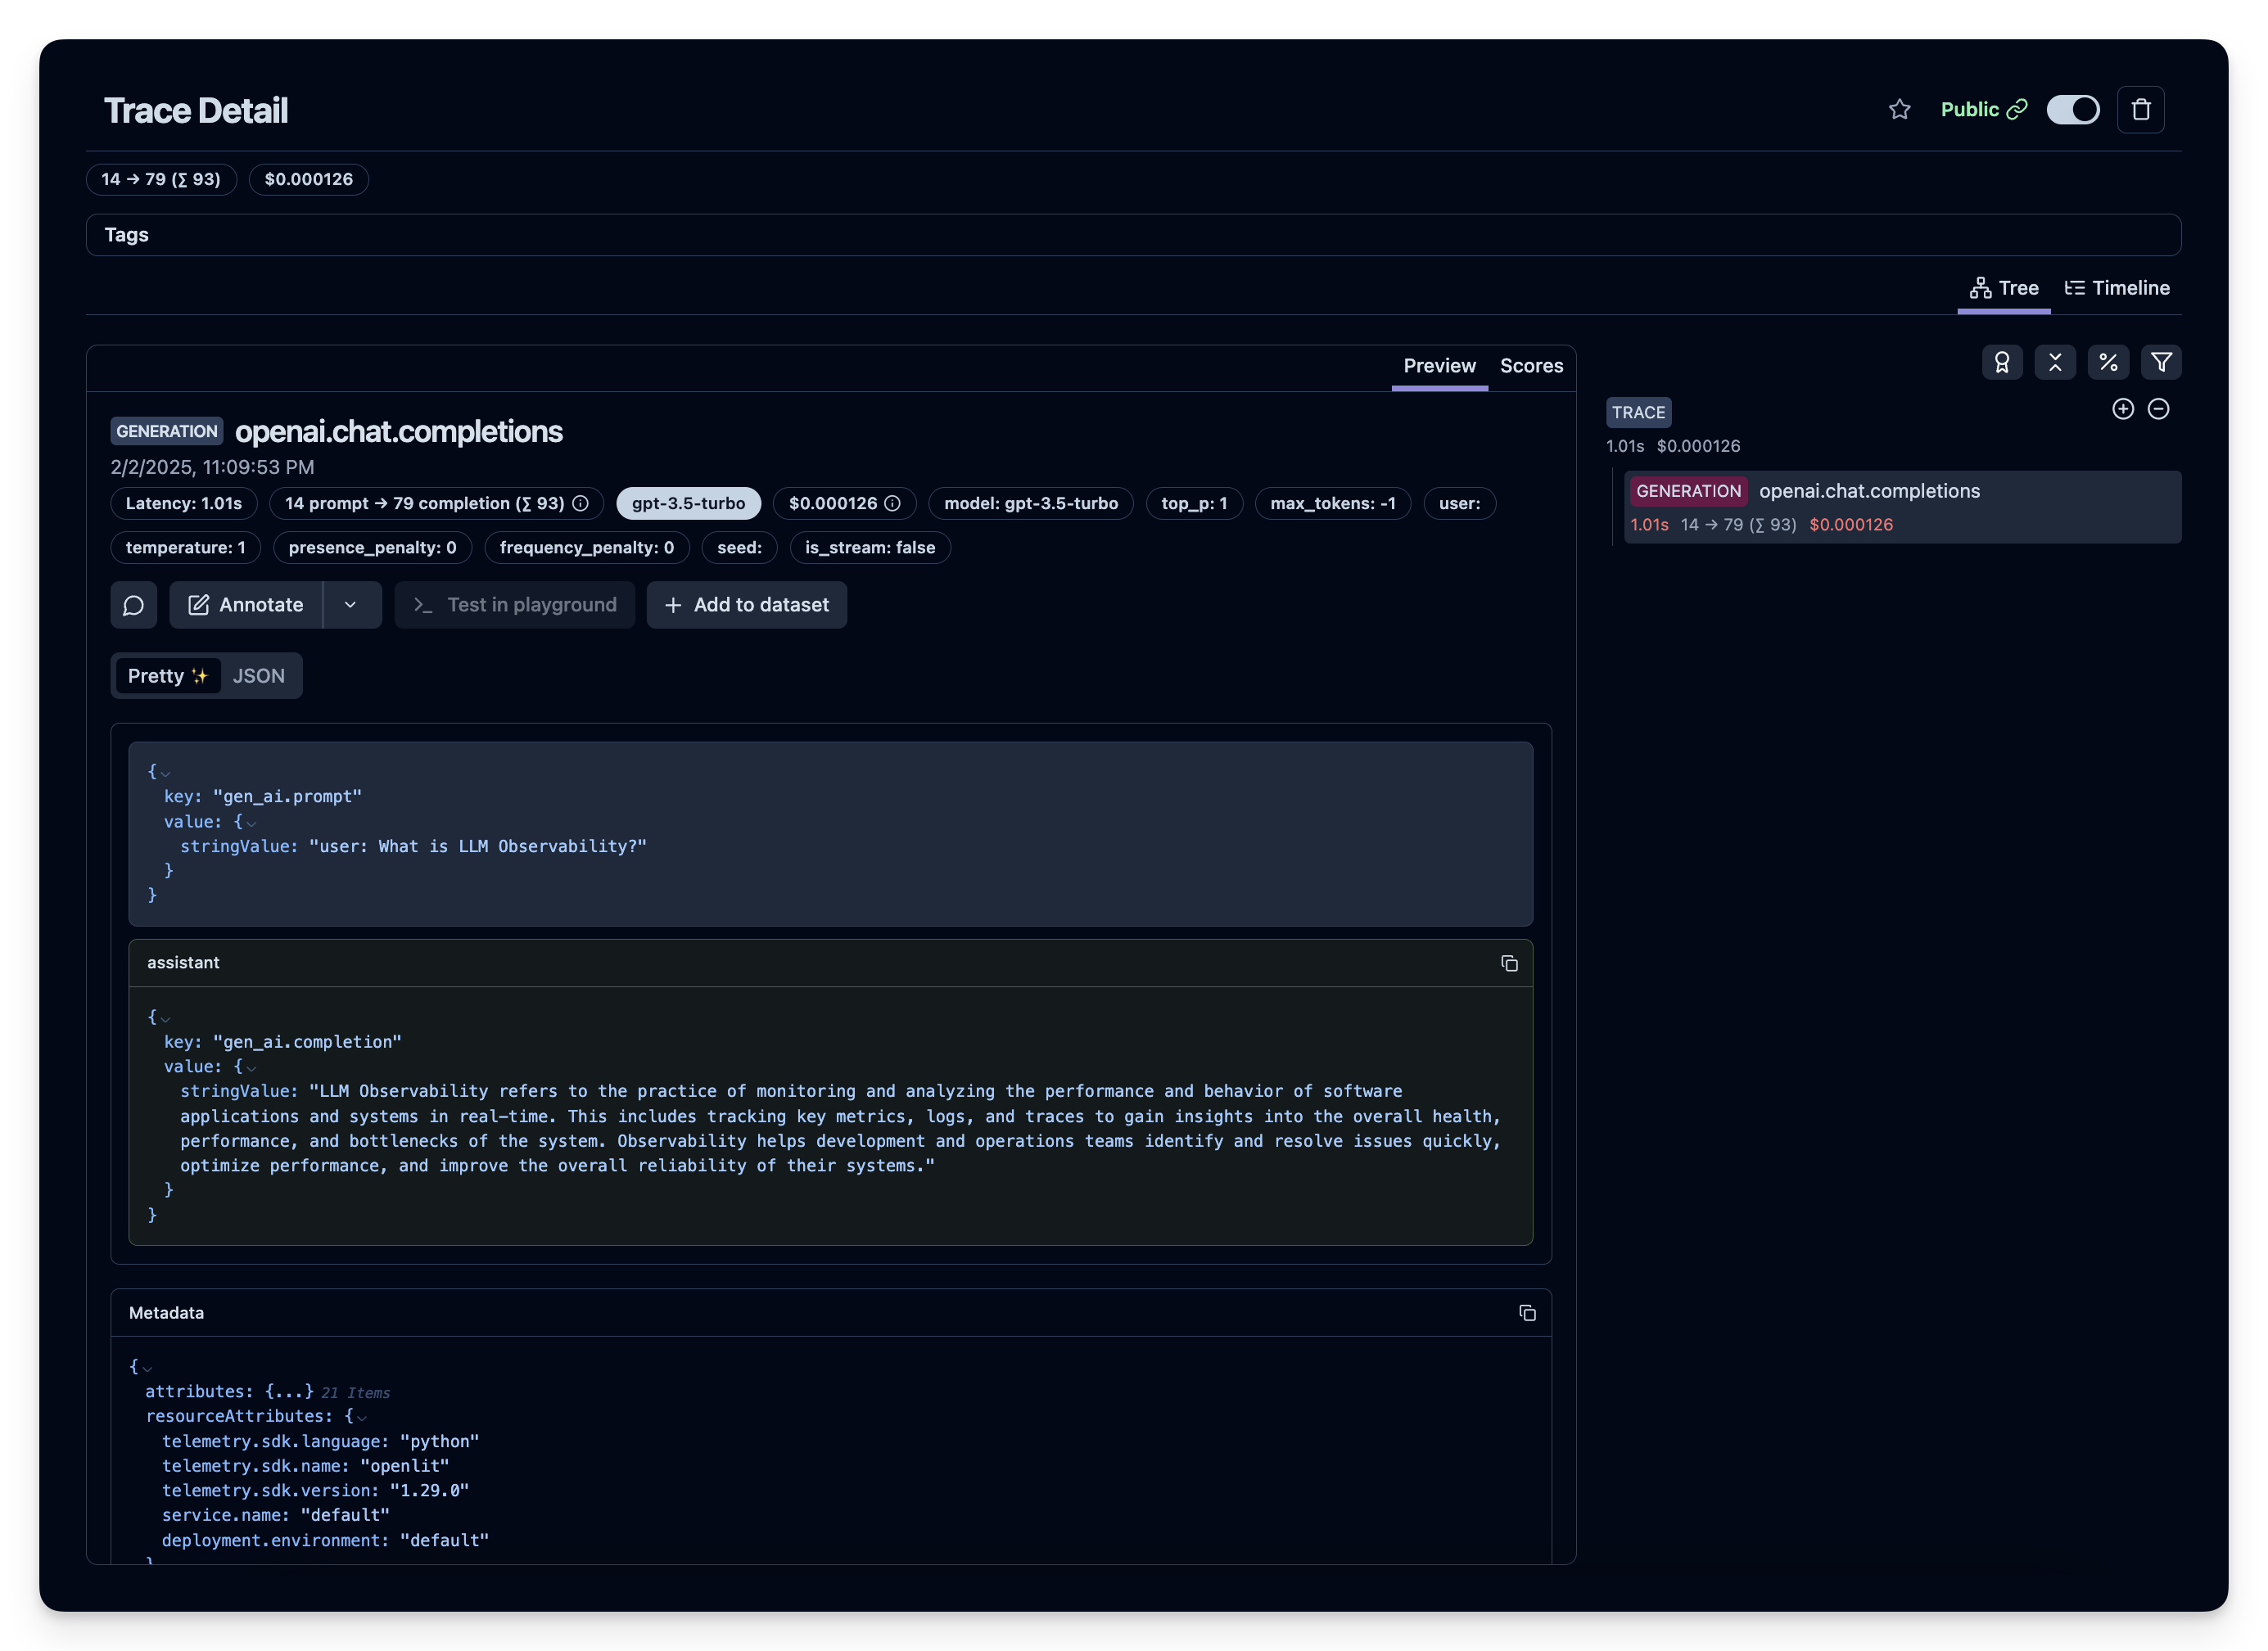 Trace Detail
Public
14 → 79 (∑ 93) $0.000126
Tags
Tree Timeline
Preview Scores
GENERATION openai.chat.completions
2/2/2025, 11:09:53 PM
Latency: 1.01s 14 prompt → 79 completion (∑ 93) gpt-3.5-turbo $0.000126 model: gpt-3.5-turbo top_p: 1 max_tokens: -1 user:
temperature: 1 presence_penalty: 0 frequency_penalty: 0 seed: is_stream: false
Annotate Test in playground Add to dataset
Pretty ✨ JSON
{
key: "gen_ai.prompt"
value: {
stringValue: "user: What is LLM Observability?"
}
}
assistant
{
key: "gen_ai.completion"
value: {
stringValue: "LLM Observability refers to the practice of monitoring and analyzing the performance and behavior of software
applications and systems in real-time. This includes tracking key metrics, logs, and traces to gain insights into the overall health,
performance, and bottlenecks of the system. Observability helps development and operations teams identify and resolve issues quickly,
optimize performance, and improve the overall reliability of their systems."
}
}
Metadata
{
attributes: {...} 21 Items
resourceAttributes: {
telemetry.sdk.language: "python"
telemetry.sdk.name: "openlit"
telemetry.sdk.version: "1.29.0"
service.name: "default"
deployment.environment: "default"
}
TRACE
1.01s $0.000126
GENERATION openai.chat.completions
1.01s 14 → 79 (∑ 93) $0.000126